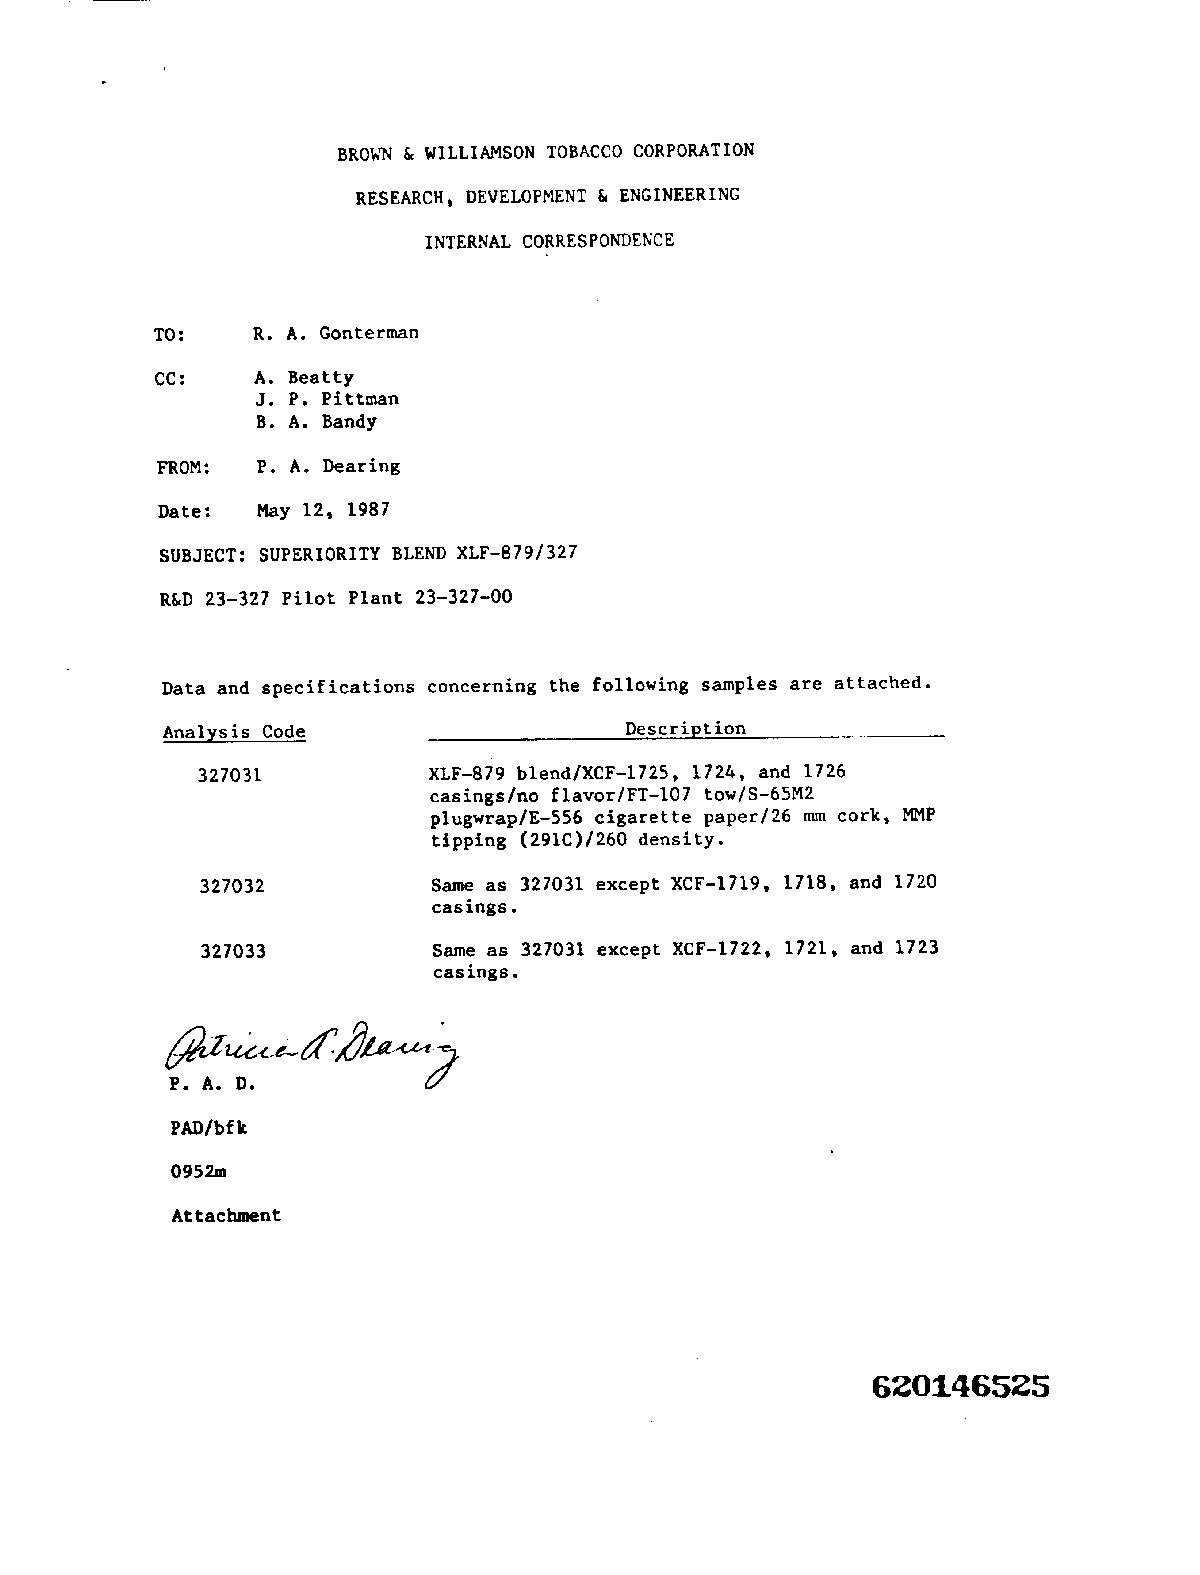 BROWN & WILLIAMSON TOBACCO CORPORATION
RESEARCH, DEVELOPMENT & ENGINEERING
INTERNAL CORRESPONDENCE
TO: R. A. Gonterman
CC: A. Beatty
J. P. Pittman
B. A. Bandy
FROM: P. A. Dearing
Date: May 12, 1987
SUBJECT: SUPERIORITY BLEND XLF-879/327
R&D 23-327 Pilot Plant 23-327-00
Data and specifications concerning the following samples are attached.
Analysis Code Description
327031 XLF-879 blend/XCF-1725, 1724, and 1726
casings/no flavor/FT-107 tow/S-65M2
plugwrap/E-556 cigarette paper/26 mm cork, MMP
tipping (291C)/260 density.
327032 Same as 327031 except XCF-1719, 1718, and 1720
casings.
327033 Same as 327031 except XCF-1722, 1721, and 1723
casings.
Patricia A. Dearing
P. A. D.
PAD/bfk
0952m
Attachment
620146525